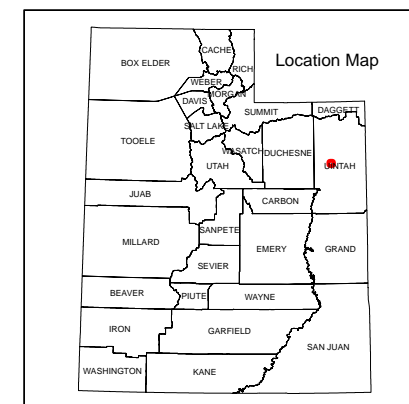 Location Map
CACHE
BOX ELDER
RICH
WEBER
MORGAN
DAVIS
SUMMIT
DAGGETT
SALT LAKE
TOOELE
WASATCH
DUCHESNE
UTAH
UINTAH
JUAB
CARBON
SANPETE
MILLARD
EMERY
GRAND
SEVIER
BEAVER
PIUTE
WAYNE
IRON
GARFIELD
SAN JUAN
WASHINGTON
KANE